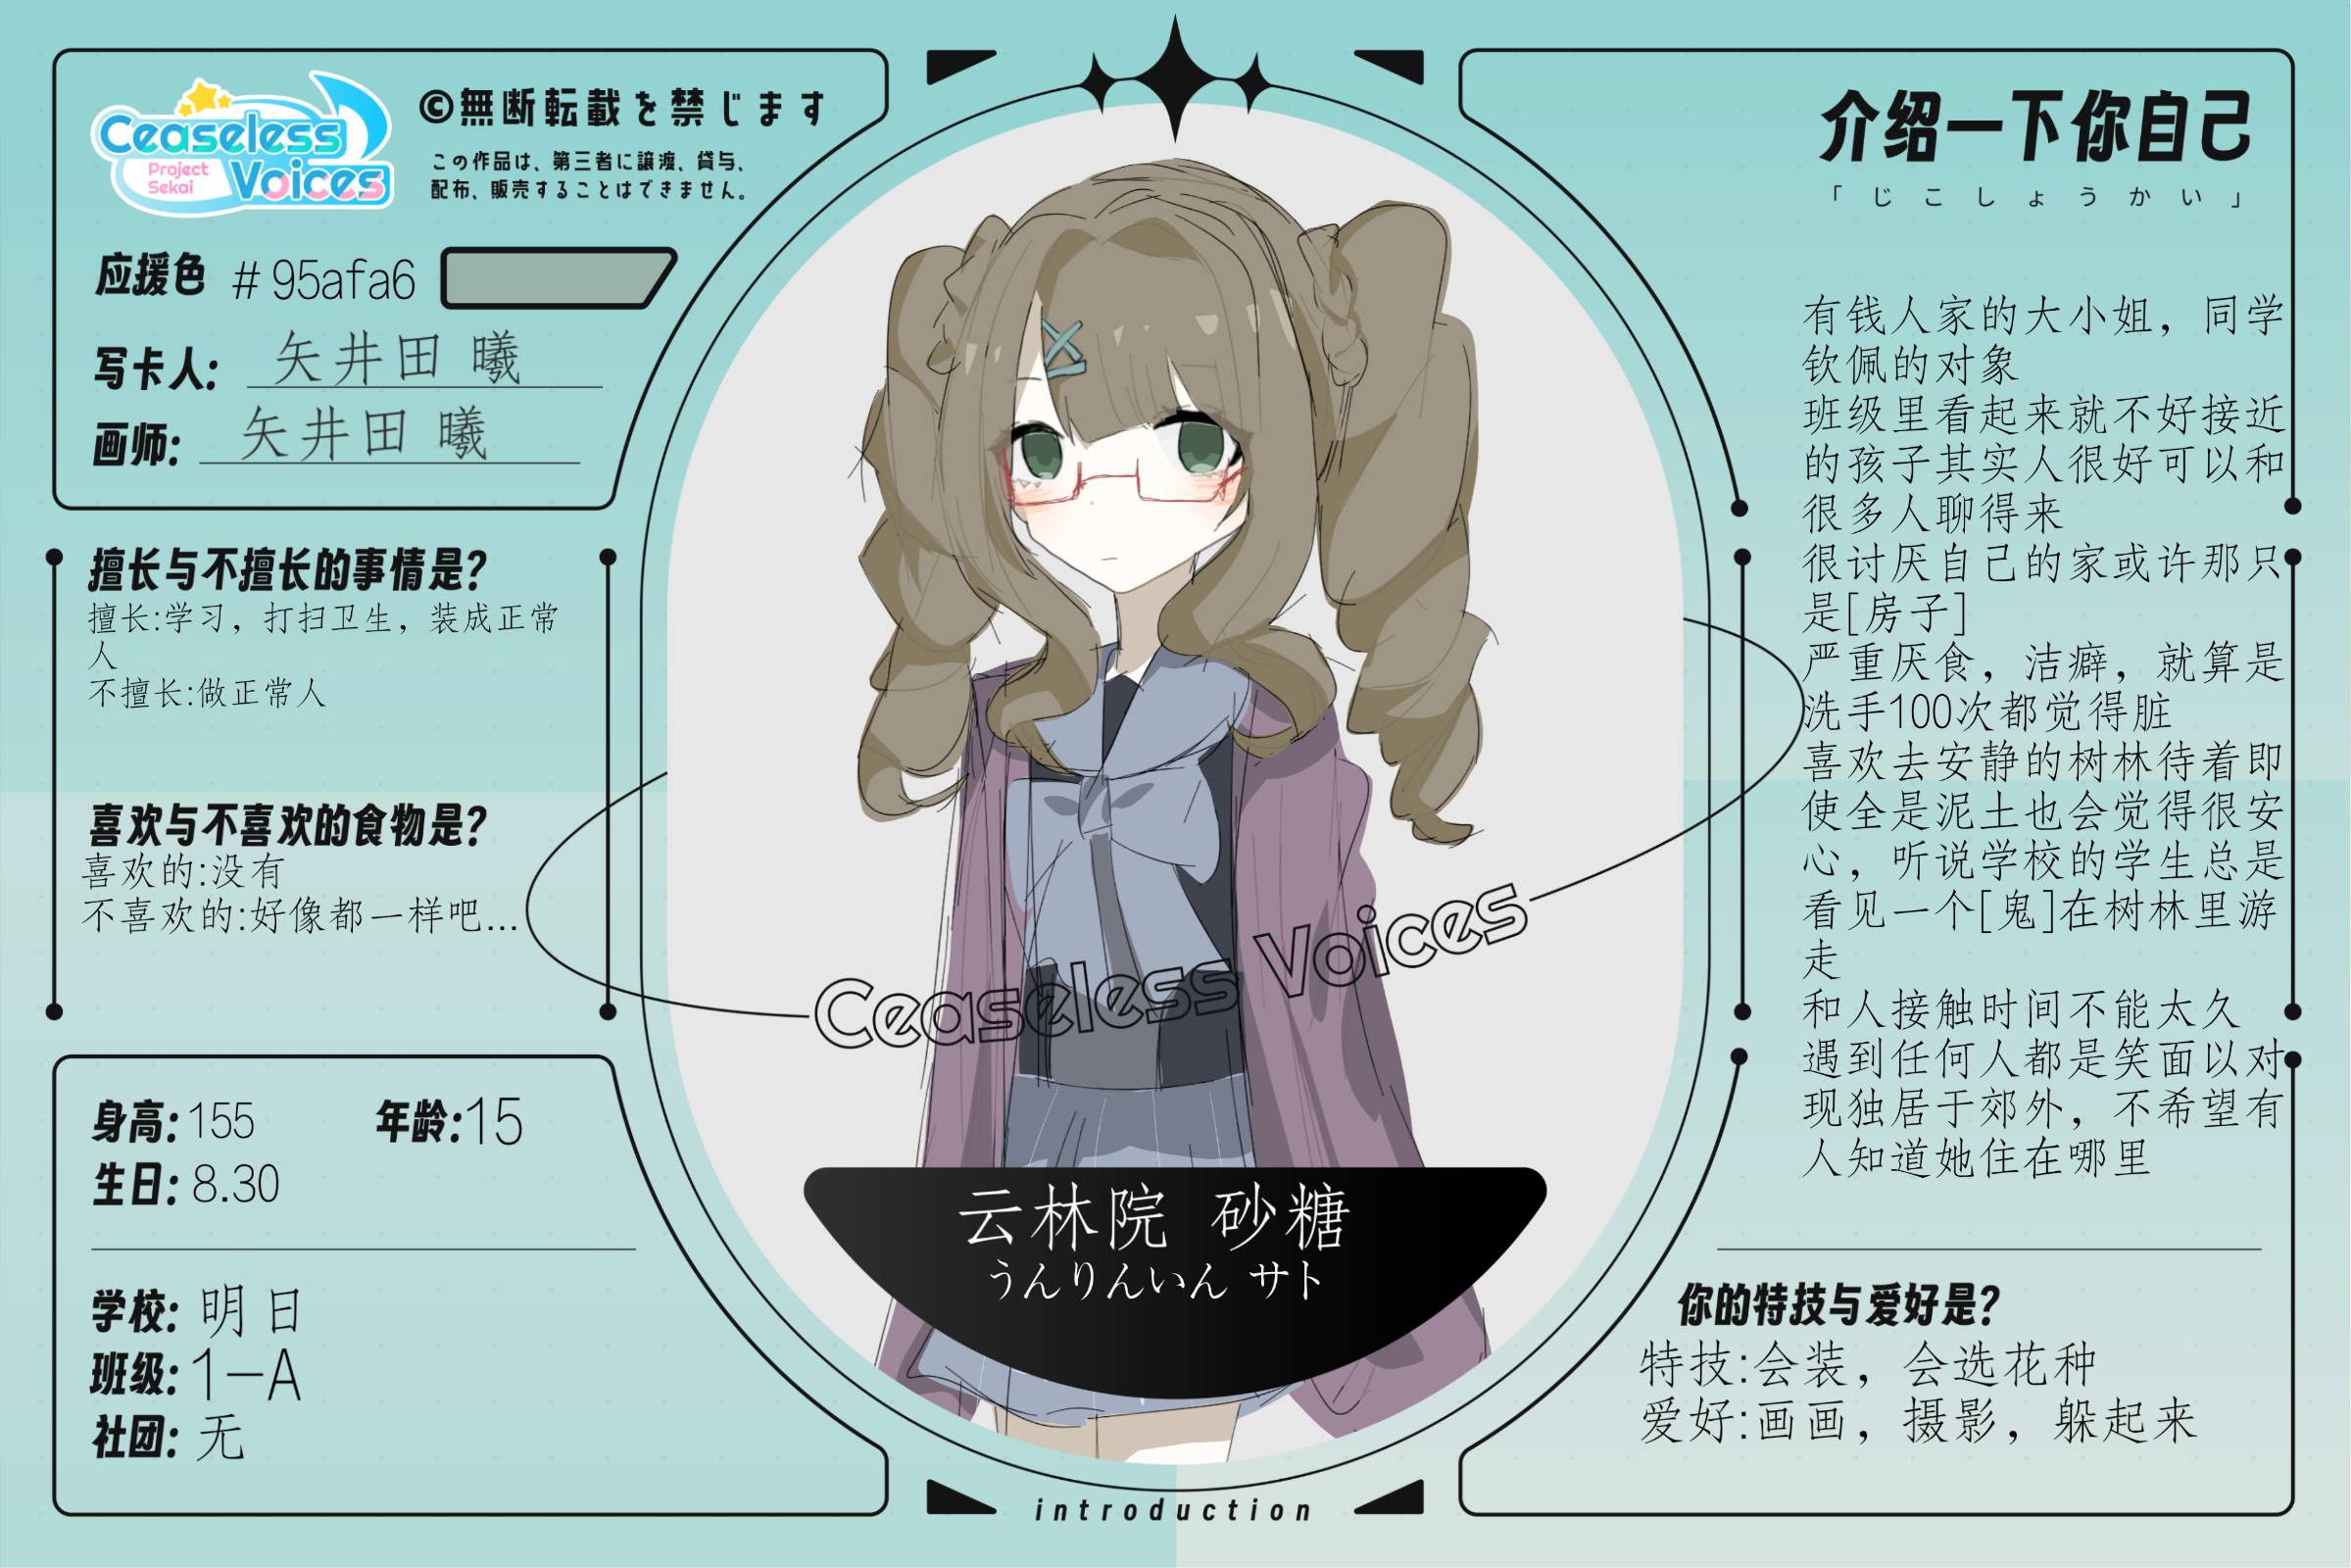 Ceaseless
Project
Sekai
Voices
©無断転載を禁じます
この作品は、第三者に譲渡、貸与、
配布、販売することはできません。
应援色 #95afa6
写卡人: 矢井田 曦
画师: 矢井田 曦
擅长与不擅长的事情是?
擅长:学习，打扫卫生，装成正常
人
不擅长:做正常人
喜欢与不喜欢的食物是?
喜欢的:没有
不喜欢的:好像都一样吧...
身高:155 年龄:15
生日:8.30
学校:明日
班级:1-A
社团:无
Ceaseless Voices
云林院 砂糖
うんりんいん サト
introduction
介绍一下你自己
「じこしょうかい」
有钱人家的大小姐，同学
钦佩的对象
班级里看起来就不好接近
的孩子其实人很好可以和
很多人聊得来
很讨厌自己的家或许那只
是[房子]
严重厌食，洁癖，就算是
洗手100次都觉得脏
喜欢去安静的树林待着即
使全是泥土也会觉得很安
心，听说学校的学生总是
看见一个[鬼]在树林里游
走
和人接触时间不能太久
遇到任何人都是笑面以对
现独居于郊外，不希望有
人知道她住在哪里
你的特技与爱好是?
特技:会装，会选花种
爱好:画画，摄影，躲起来